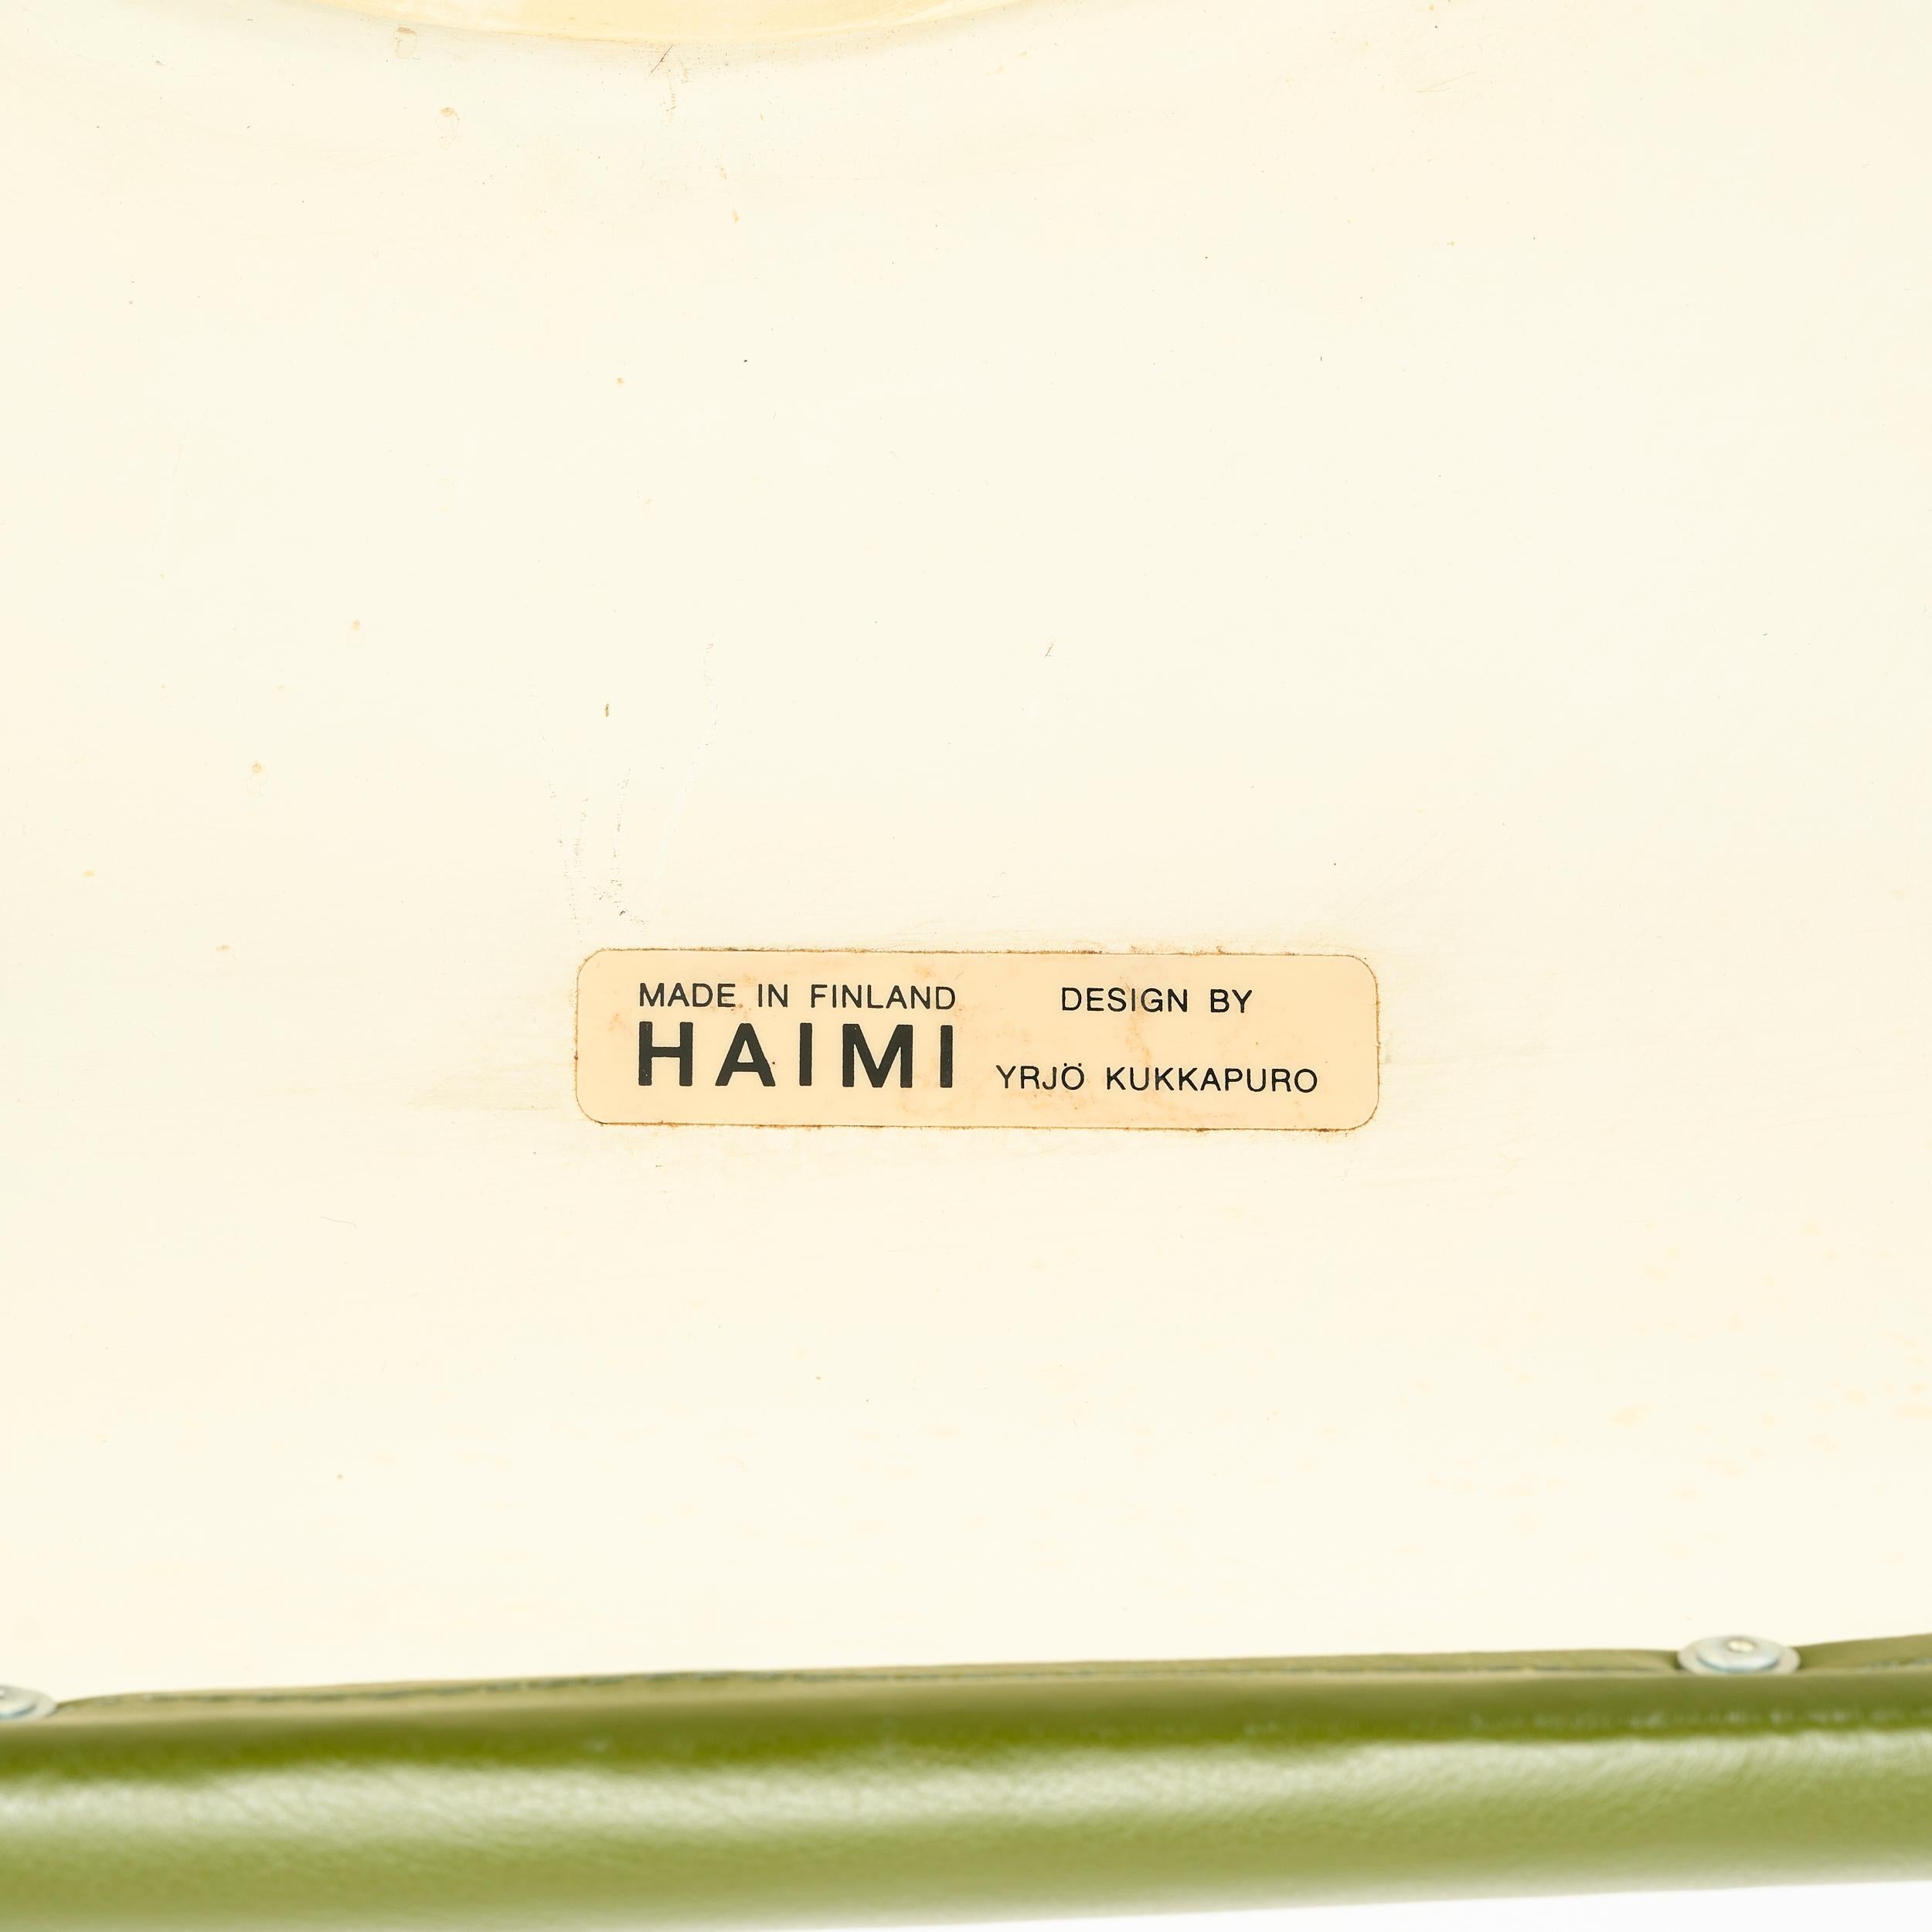 MADE IN FINLAND
HAIMI
DESIGN BY
YRJÖ KUKKAPURO